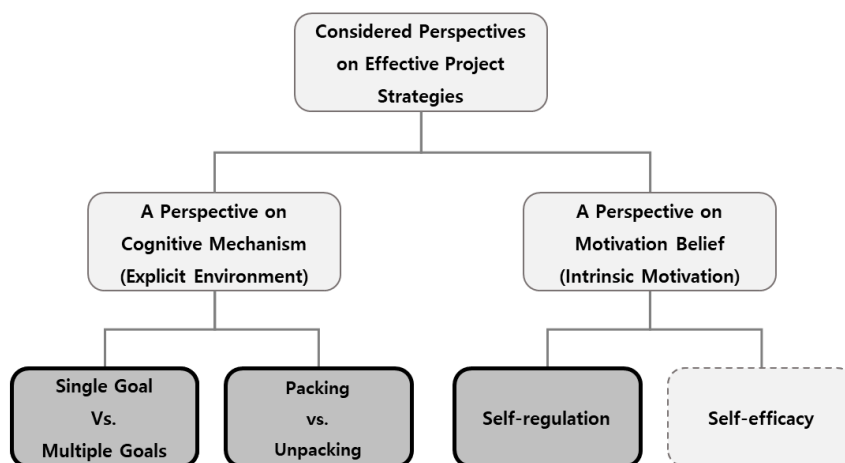 Considered Perspectives
on Effective Project
Strategies
A Perspective on
Cognitive Mechanism
(Explicit Environment)
A Perspective on
Motivation Belief
(Intrinsic Motivation)
Single Goal
Vs.
Multiple Goals
Packing
vs.
Unpacking
Self-regulation
Self-efficacy